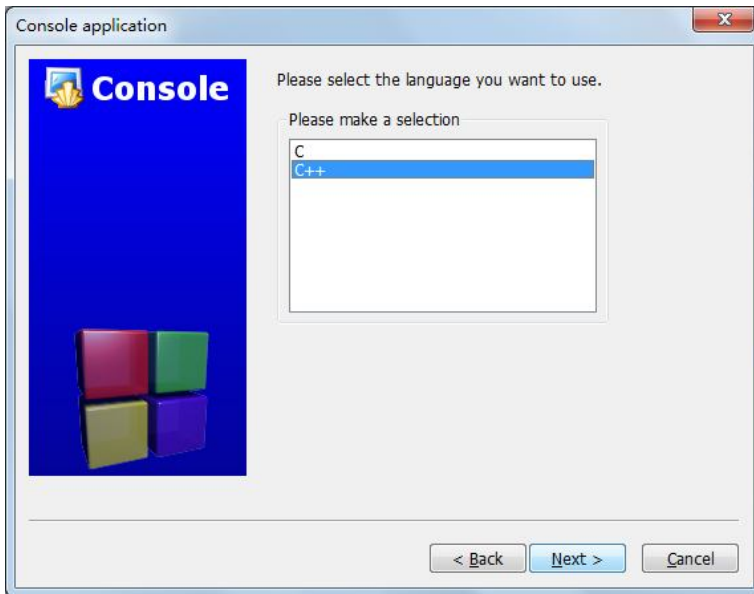 Console application
Console
Please select the language you want to use.
Please make a selection
C
C++
< Back
Next >
Cancel